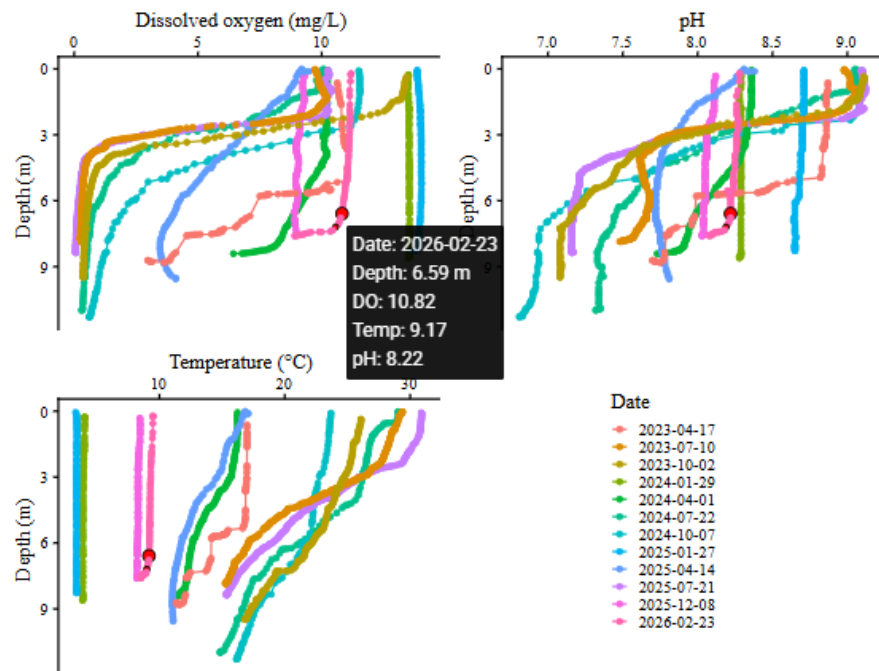 Dissolved oxygen (mg/L)
0 5 10
0
3
6
9
Depth (m)
pH
7.0 7.5 8.0 8.5 9.0
0
3
6
9
Depth (m)
Date: 2026-02-23
Depth: 6.59 m
DO: 10.82
Temp: 9.17
pH: 8.22
Temperature (°C)
10 20 30
0
3
6
9
Depth (m)
Date
2023-04-17
2023-07-10
2023-10-02
2024-01-29
2024-04-01
2024-07-22
2024-10-07
2025-01-27
2025-04-14
2025-07-21
2025-12-08
2026-02-23